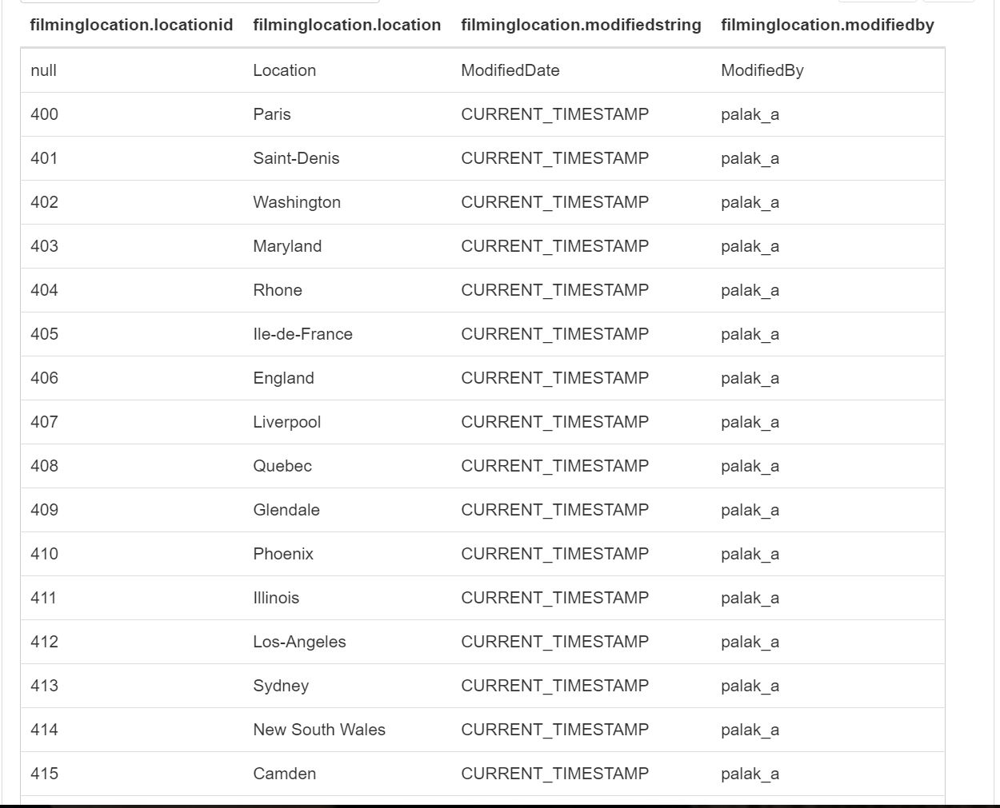 filminglocation.locationid filminglocation.location filminglocation.modifiedstring filminglocation.modifiedby
null Location ModifiedDate ModifiedBy
400 Paris CURRENT_TIMESTAMP palak_a
401 Saint-Denis CURRENT_TIMESTAMP palak_a
402 Washington CURRENT_TIMESTAMP palak_a
403 Maryland CURRENT_TIMESTAMP palak_a
404 Rhone CURRENT_TIMESTAMP palak_a
405 Ile-de-France CURRENT_TIMESTAMP palak_a
406 England CURRENT_TIMESTAMP palak_a
407 Liverpool CURRENT_TIMESTAMP palak_a
408 Quebec CURRENT_TIMESTAMP palak_a
409 Glendale CURRENT_TIMESTAMP palak_a
410 Phoenix CURRENT_TIMESTAMP palak_a
411 Illinois CURRENT_TIMESTAMP palak_a
412 Los-Angeles CURRENT_TIMESTAMP palak_a
413 Sydney CURRENT_TIMESTAMP palak_a
414 New South Wales CURRENT_TIMESTAMP palak_a
415 Camden CURRENT_TIMESTAMP palak_a